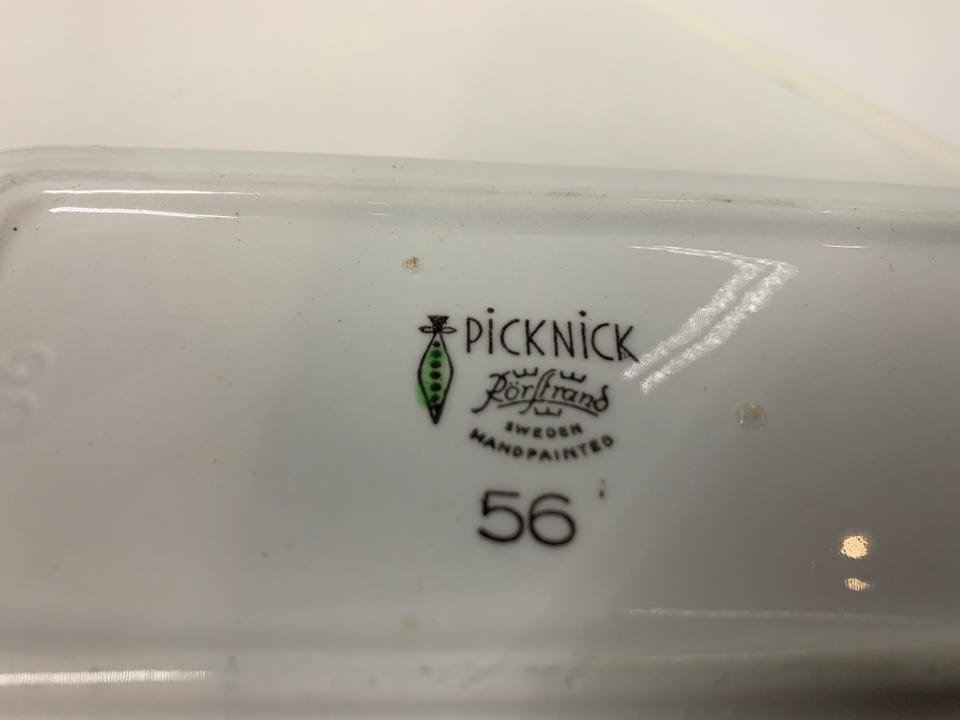 PiCKNiCK
Rörstrand
SWEDEN
HANDPAINTED
56